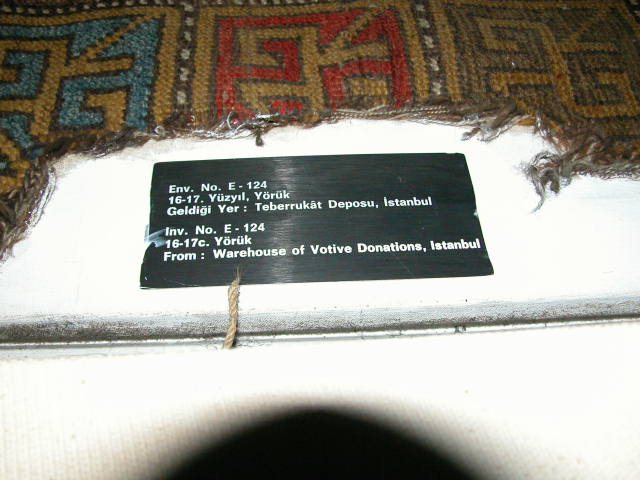 Env. No. E - 124
16-17. Yüzyıl, Yörük
Geldiği Yer : Teberrukât Deposu, İstanbul
Inv. No. E - 124
16-17c. Yörük
From : Warehouse of Votive Donations, Istanbul